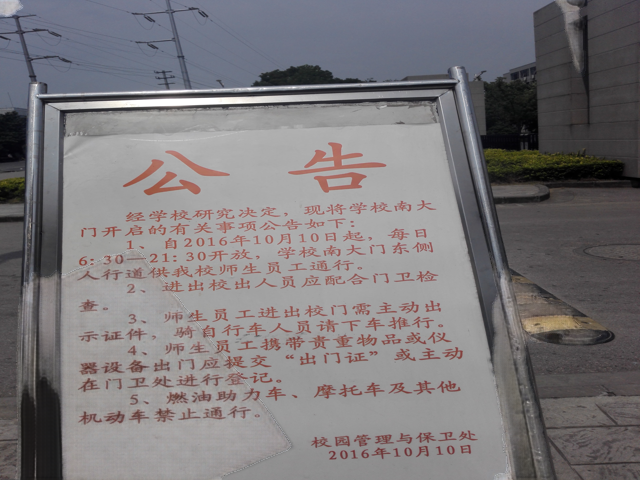 公告
经学校研究决定，现将学校南大
门开启的有关事项公告如下：
1、自2016年10月10日起，每日
6：30—21：30开放，学校南大门东侧
人行道供我校师生员工通行。
2、进出校出人员应配合门卫检
查。
3、师生员工进出校门需主动出
示证件，骑自行车人员请下车推行。
4、师生员工携带贵重物品或仪
器设备出门应提交“出门证”或主动
在门卫处进行登记。
5、燃油助力车、摩托车及其他
机动车禁止通行。
校园管理与保卫处
2016年10月10日